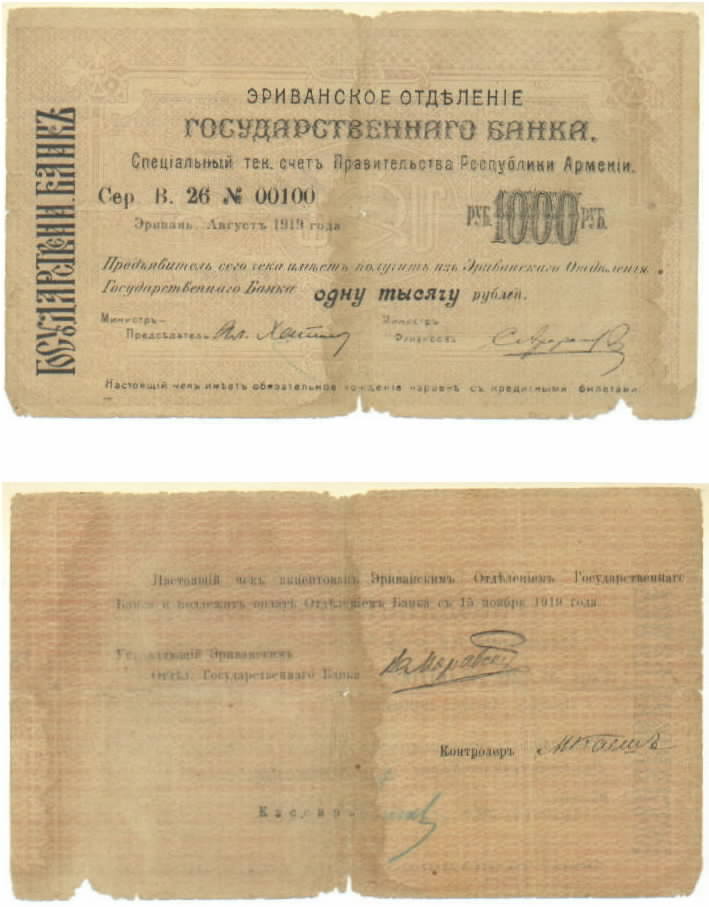 ГОСУДАРСТВЕНН. БАНКЪ
ЭРИВАНСКОЕ ОТДѢЛЕНІЕ
ГОСУДАРСТВЕННАГО БАНКА.
Спеціальный тек. счетъ Правительства Республики Арменіи.
Сер. В. 26 № 00100
РУБ. 1000 РУБ.
Эривань. Августъ 1919 года
Предъявитель сего чека имѣетъ получить изъ Эриванскаго Отдѣленія
Государственнаго Банка одну тысячу рублей.
Министръ-
Предсѣдатель
Министръ
Финансовъ
Настоящій чекъ имѣетъ обязательное хожденіе наравнѣ съ кредитными билетами.
Настоящій чекъ акцептованъ Эриванскимъ Отдѣленіемъ Государственнаго
Банка и подлежитъ оплатѣ Отдѣленіемъ Банка съ 15 ноября 1919 года
Управляющій Эриванскимъ
Отдѣл. Государственнаго Банка
Контролеръ
Кассиръ